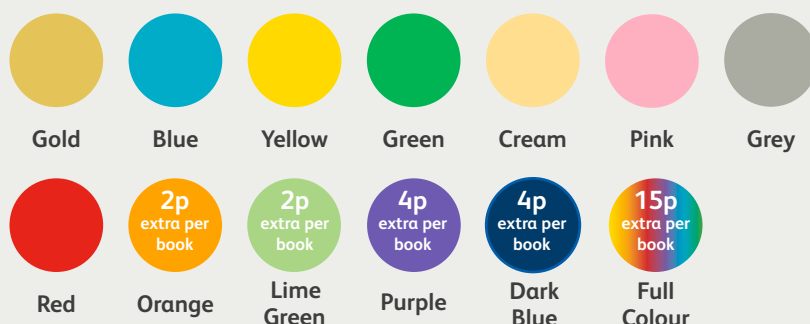 Gold Blue Yellow Green Cream Pink Grey
2p 2p 4p 4p 15p
extra per extra per extra per extra per extra per
book book book book book
Red Orange Lime Green Purple Dark Blue Full Colour